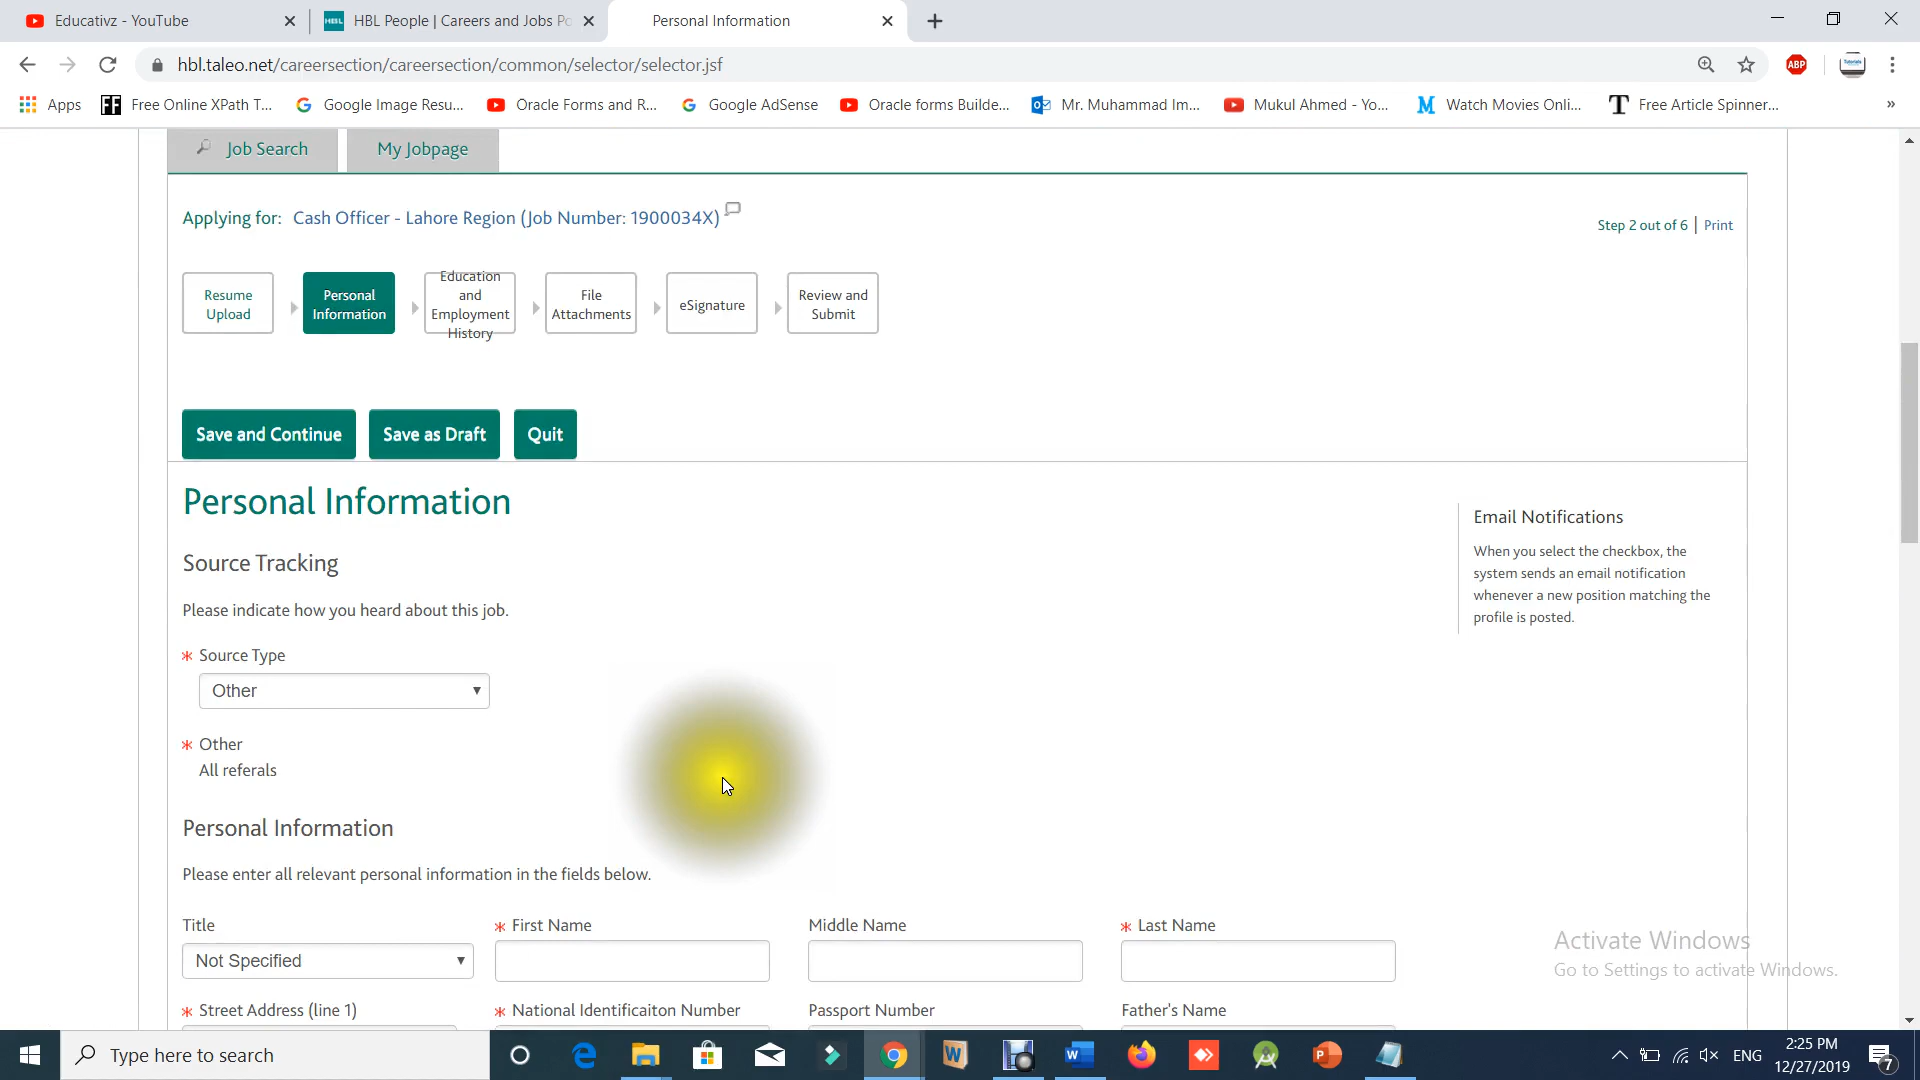 Educativz - YouTube
HBL People | Careers and Jobs Po
Personal Information
hbl.taleo.net/careersection/careersection/common/selector/selector.jsf
ABP
Apps
Free Online XPath T...
Google Image Resu...
Oracle Forms and R...
Google AdSense
Oracle forms Builde...
Mr. Muhammad Im...
Mukul Ahmed - Yo...
Watch Movies Onli...
Free Article Spinner...
»
Job Search
My Jobpage
Applying for: Cash Officer - Lahore Region (Job Number: 1900034X)
Step 2 out of 6 | Print
Resume
Upload
Personal
Information
Education
and
Employment
History
File
Attachments
eSignature
Review and
Submit
Save and Continue
Save as Draft
Quit
Personal Information
Email Notifications
When you select the checkbox, the
system sends an email notification
whenever a new position matching the
profile is posted.
Source Tracking
Please indicate how you heard about this job.
* Source Type
Other
* Other
All referals
Personal Information
Please enter all relevant personal information in the fields below.
Title
* First Name
Middle Name
* Last Name
Not Specified
* Street Address (line 1)
* National Identificaiton Number
Passport Number
Father's Name
Activate Windows
Go to Settings to activate Windows.
Type here to search
ENG
2:25 PM
12/27/2019
7